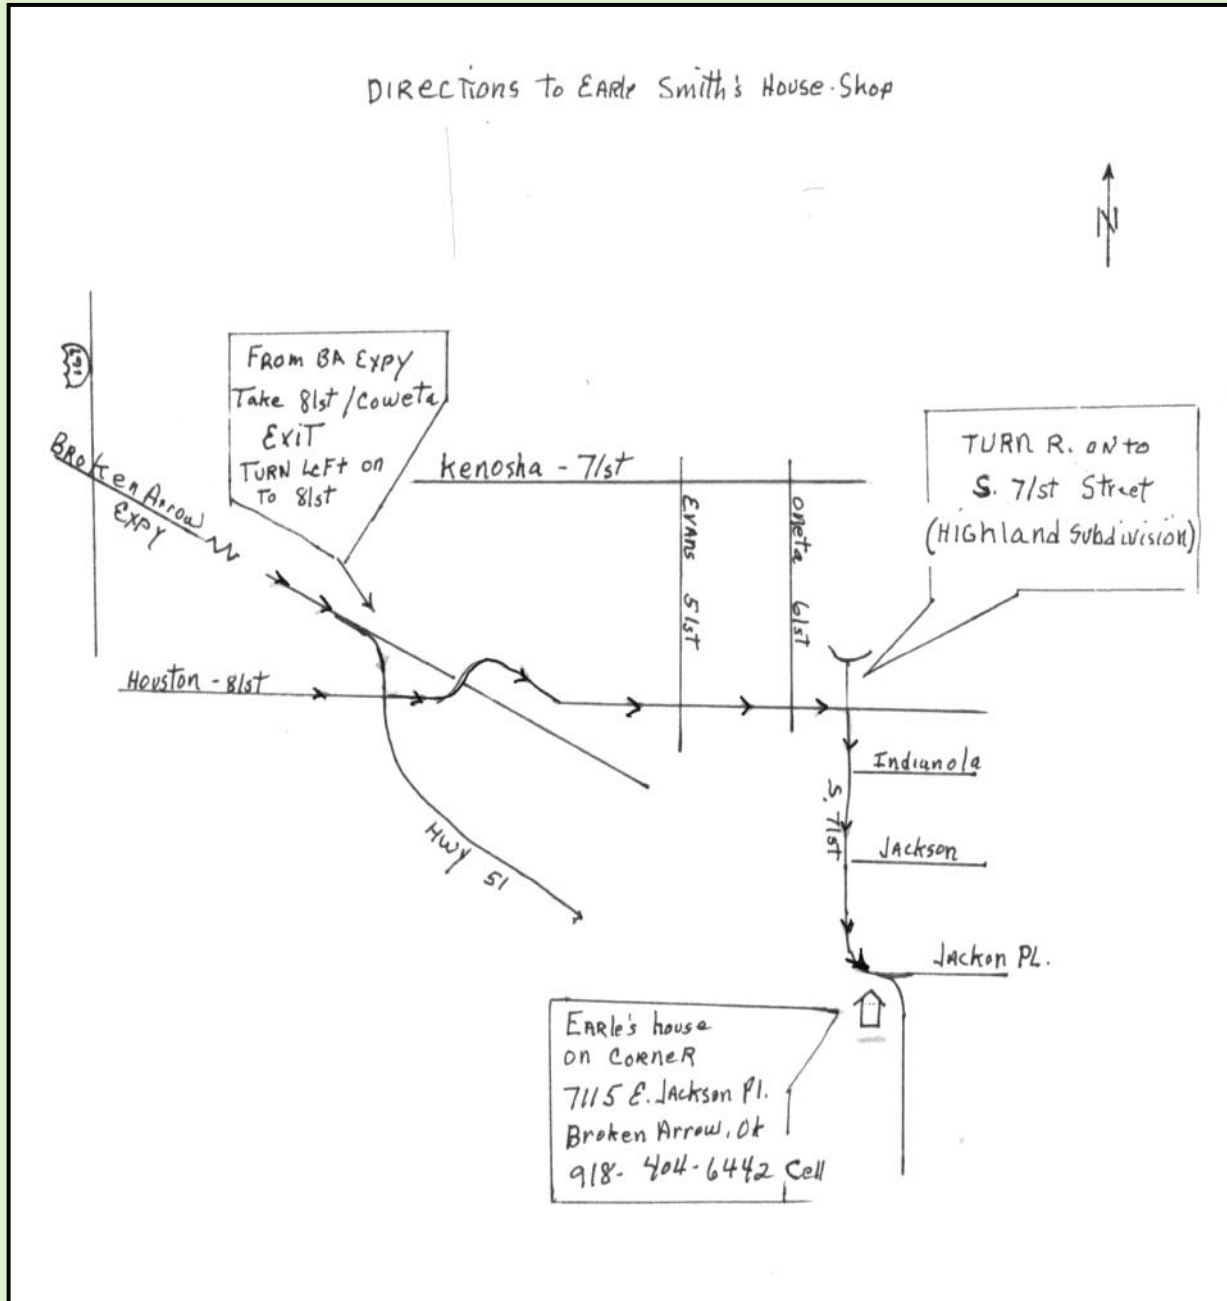 DIRECTIONS to EARle Smith's House-Shop
N
FROM BA EXPY
Take 81st/Coweta
EXIT
TURN LeFt on
To 81st
Broken Arrow
EXPY
Kenosha - 71st
EVANS 51st
Oneta 61st
TURN R. ON to
S. 71st Street
(HIGHland Subdivision)
Houston - 81st
Indianola
S. 71st
JACKson
HWY 51
JACKon PL.
EARle's house
on CORNeR
7115 E. JACKson Pl.
Broken Arrow, Ok
918-404-6442 Cell